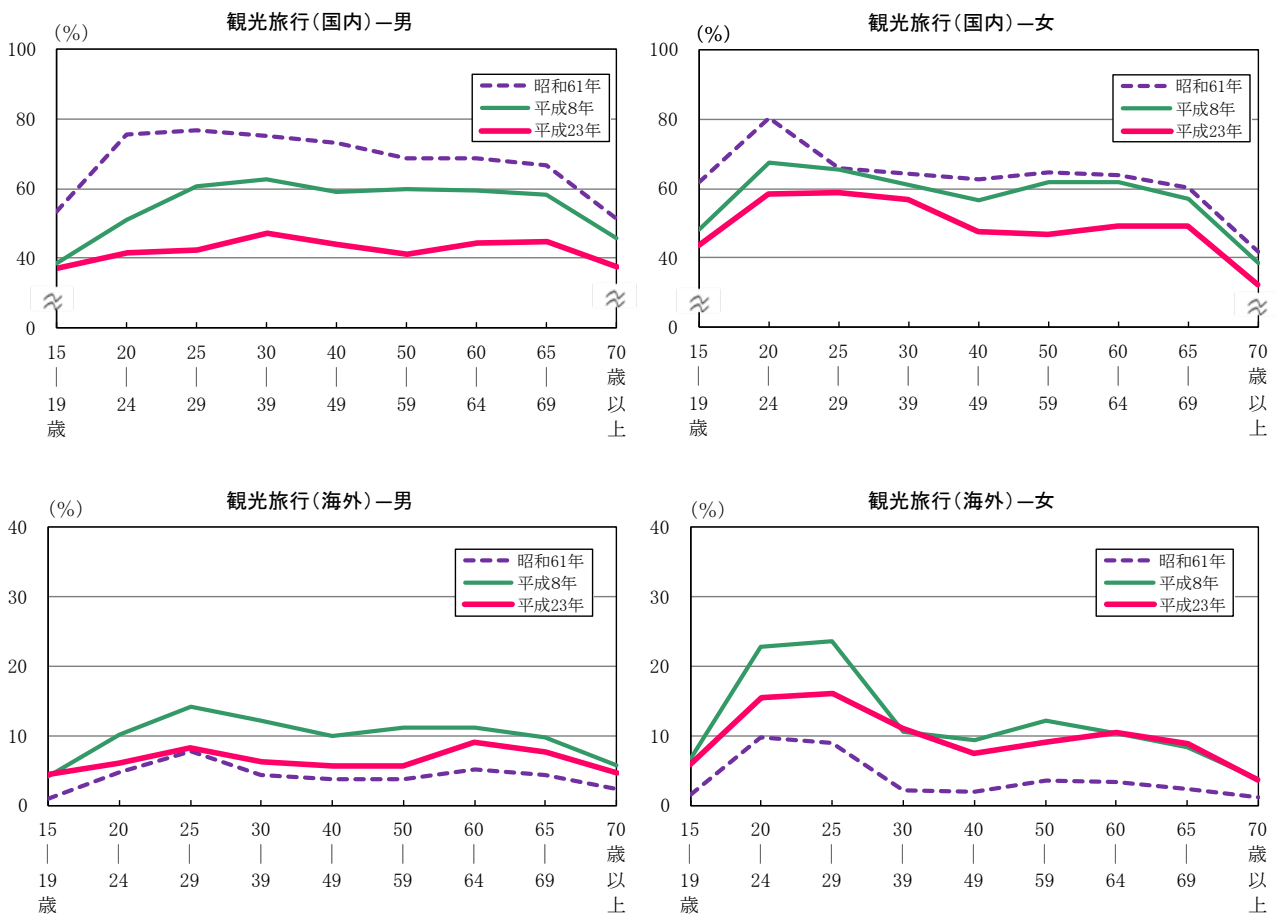 観光旅行(国内)―男
(%)
100
80
60
40
0
昭和61年
平成8年
平成23年
15 20 25 30 40 50 60 65 70
| | | | | | | | 歳
19 24 29 39 49 59 64 69 以
歳 上
観光旅行(国内)―女
(%)
100
80
60
40
0
昭和61年
平成8年
平成23年
15 20 25 30 40 50 60 65 70
| | | | | | | | 歳
19 24 29 39 49 59 64 69 以
歳 上
観光旅行(海外)―男
(%)
40
30
20
10
0
昭和61年
平成8年
平成23年
15 20 25 30 40 50 60 65 70
| | | | | | | | 歳
19 24 29 39 49 59 64 69 以
歳 上
観光旅行(海外)―女
(%)
40
30
20
10
0
昭和61年
平成8年
平成23年
15 20 25 30 40 50 60 65 70
| | | | | | | | 歳
19 24 29 39 49 59 64 69 以
歳 上